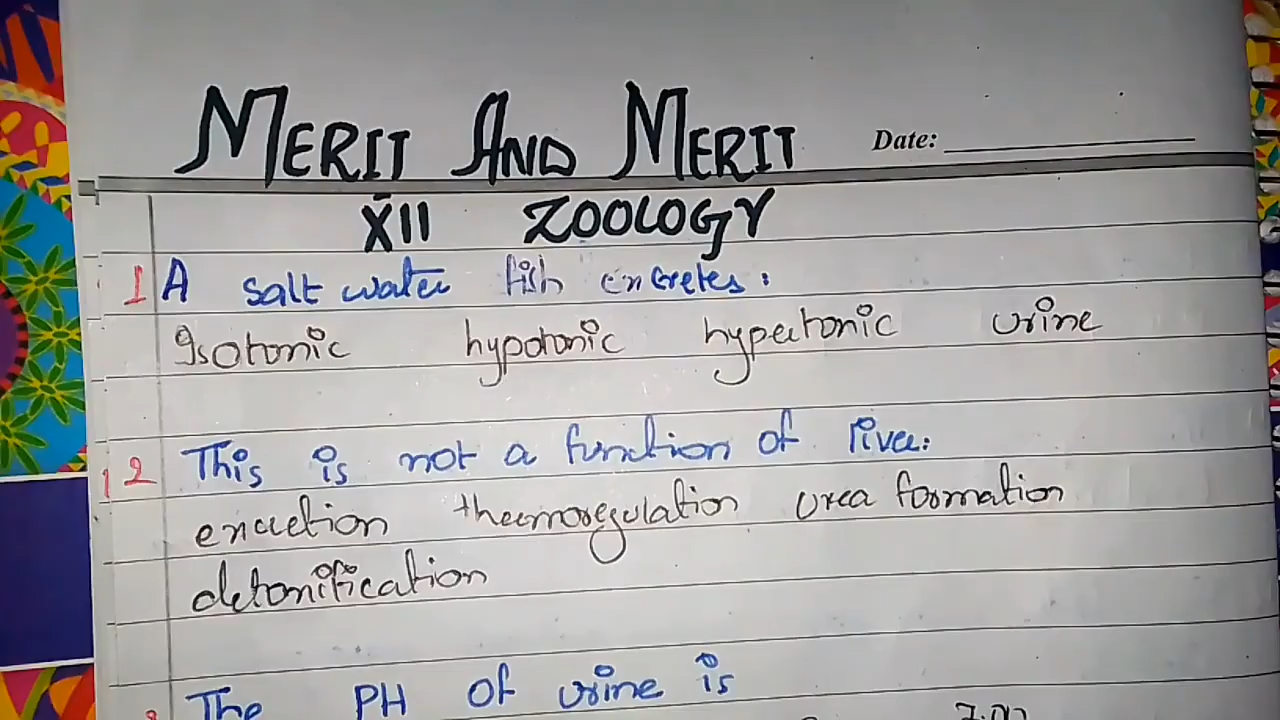 MERIT AND MERIT
Date:
XII ZOOLOGY
1 A salt water fish excretes:
Isotonic hypotonic hypertonic urine
2 This is not a function of liver:
excretion thermoregulation urea formation
detoxification
The PH of urine is